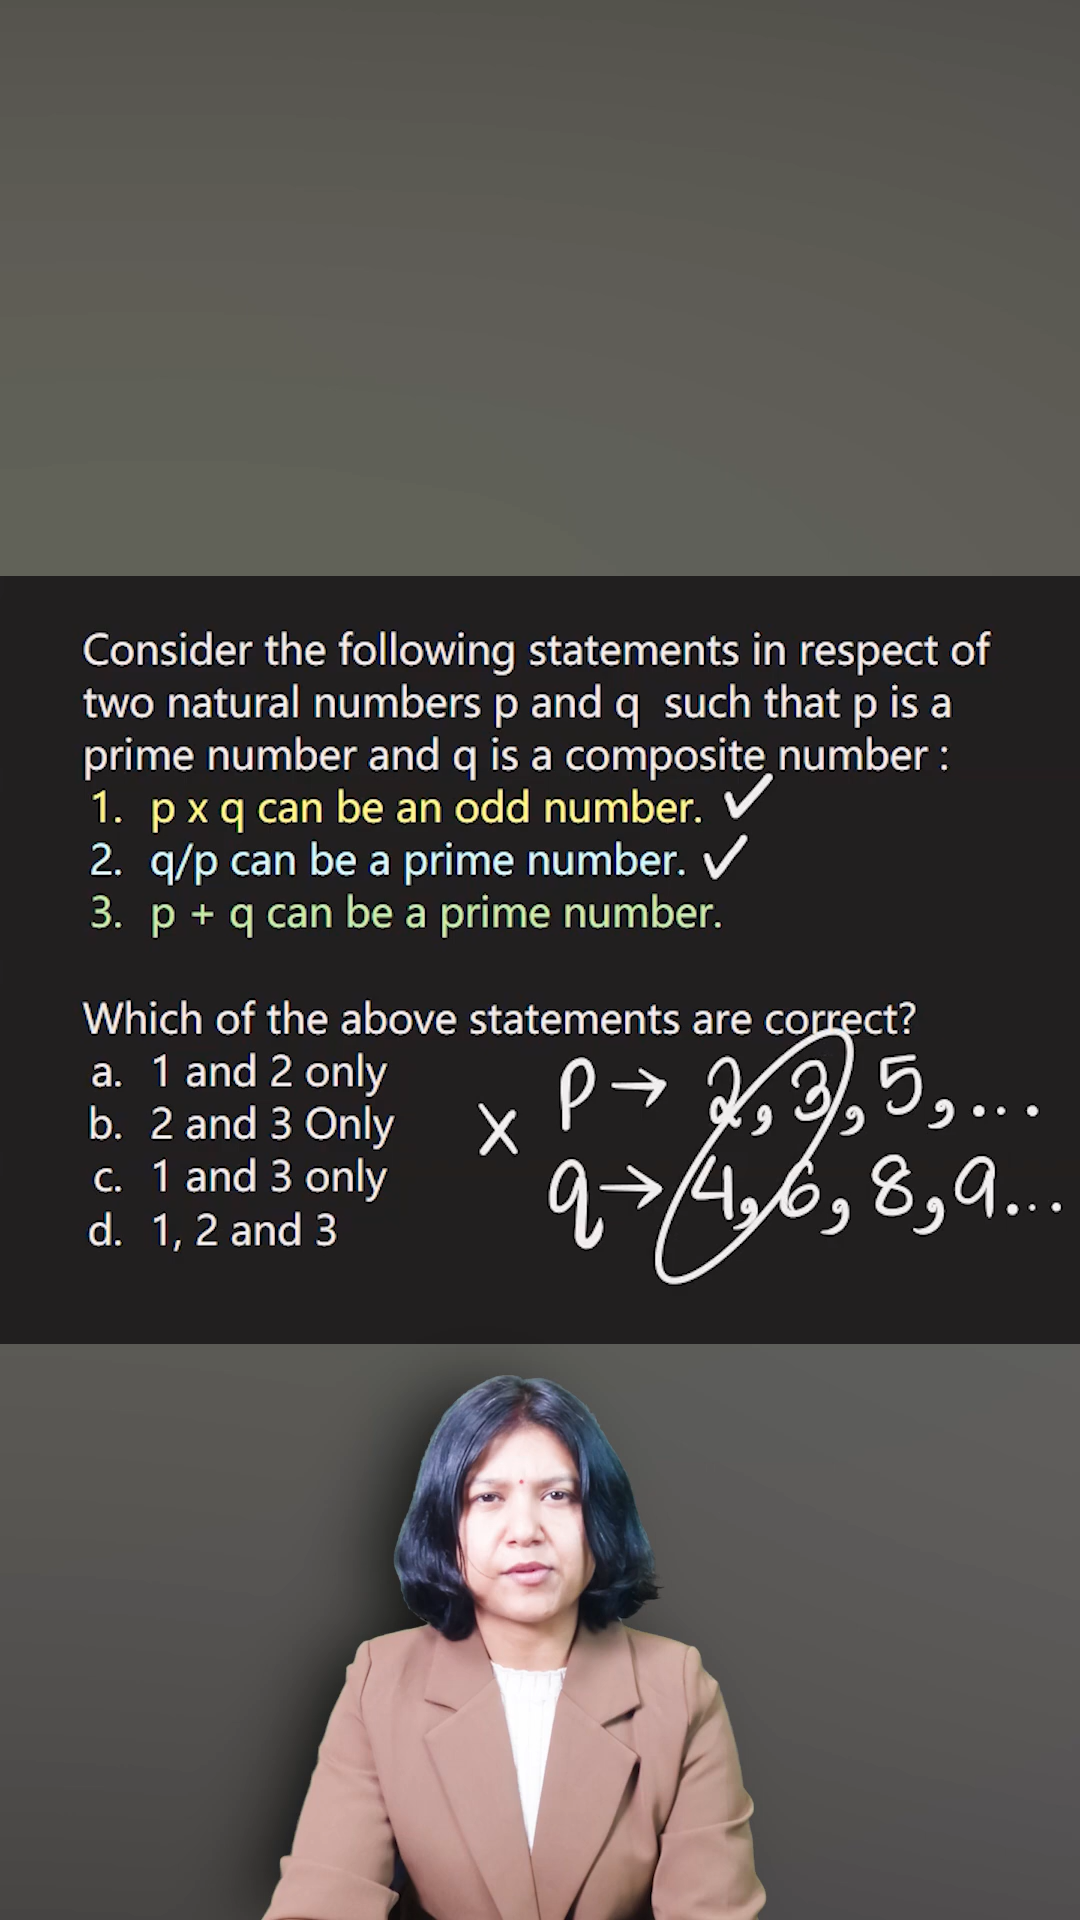 Consider the following statements in respect of
two natural numbers p and q such that p is a
prime number and q is a composite number :
1. p x q can be an odd number. ✓
2. q/p can be a prime number. ✓
3. p + q can be a prime number.
Which of the above statements are correct?
a. 1 and 2 only
b. 2 and 3 Only
c. 1 and 3 only
d. 1, 2 and 3
x p → 2, 3, 5, ...
q → 4, 6, 8, 9...